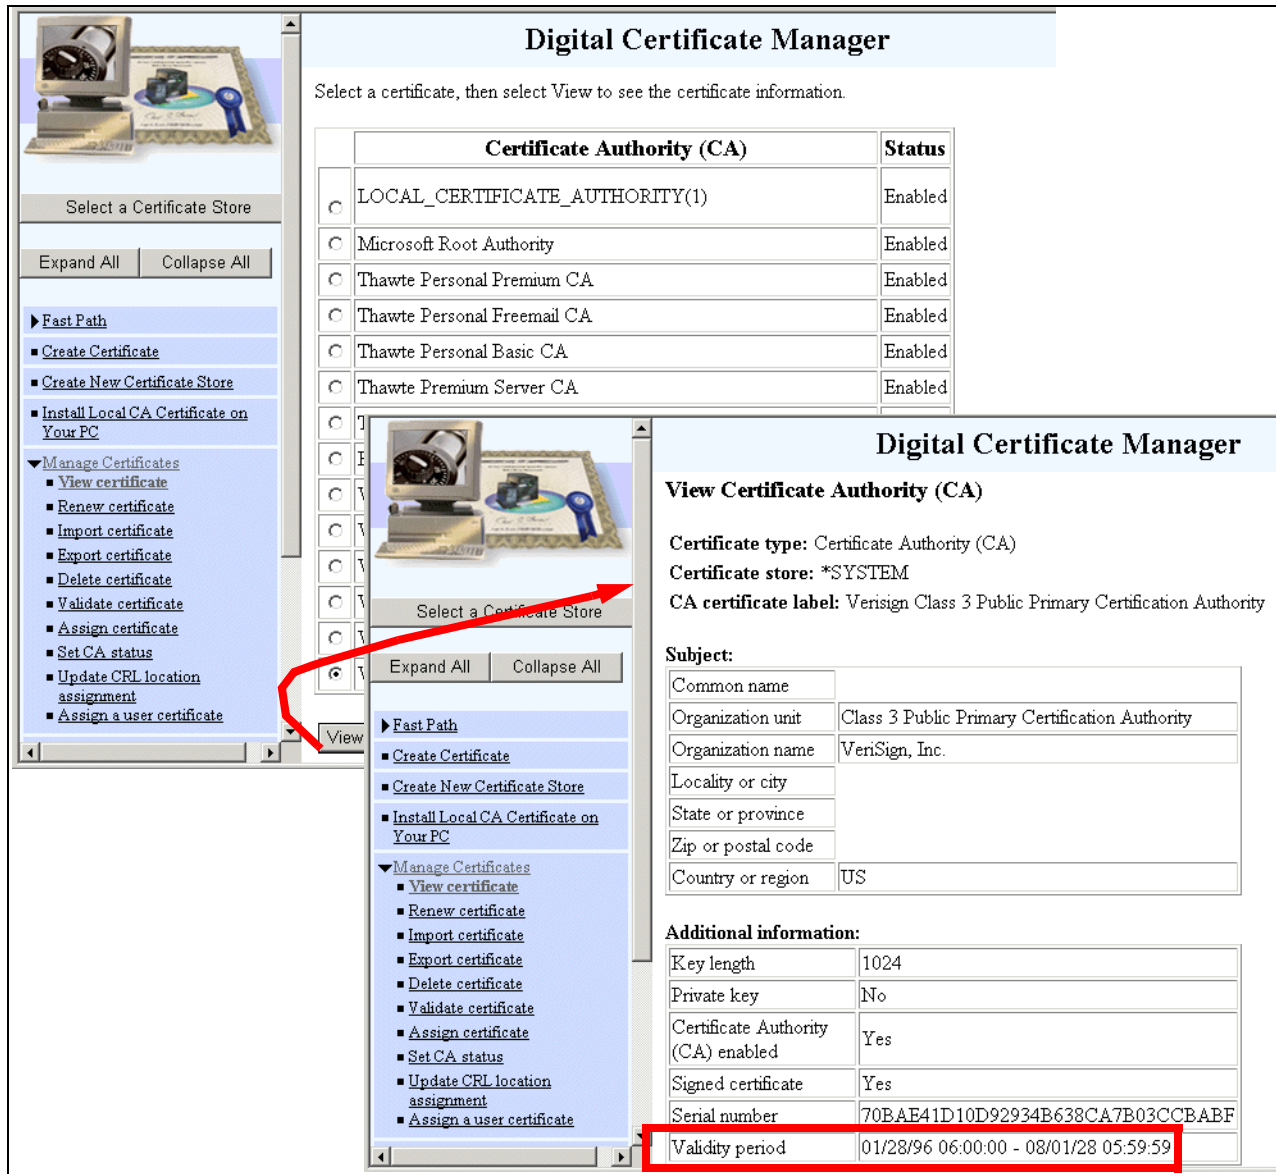 Digital Certificate Manager
Select a certificate, then select View to see the certificate information.
Select a Certificate Store
Expand All Collapse All
Fast Path
Create Certificate
Create New Certificate Store
Install Local CA Certificate on
Your PC
Manage Certificates
View certificate
Renew certificate
Import certificate
Export certificate
Delete certificate
Validate certificate
Assign certificate
Set CA status
Update CRL location
assignment
Assign a user certificate
Certificate Authority (CA) Status
LOCAL_CERTIFICATE_AUTHORITY(1) Enabled
Microsoft Root Authority Enabled
Thawte Personal Premium CA Enabled
Thawte Personal Freemail CA Enabled
Thawte Personal Basic CA Enabled
Thawte Premium Server CA Enabled
View
Digital Certificate Manager
Select a Certificate Store
Expand All Collapse All
Fast Path
Create Certificate
Create New Certificate Store
Install Local CA Certificate on
Your PC
Manage Certificates
View certificate
Renew certificate
Import certificate
Export certificate
Delete certificate
Validate certificate
Assign certificate
Set CA status
Update CRL location
assignment
Assign a user certificate
View Certificate Authority (CA)
Certificate type: Certificate Authority (CA)
Certificate store: *SYSTEM
CA certificate label: Verisign Class 3 Public Primary Certification Authority
Subject:
Common name
Organization unit Class 3 Public Primary Certification Authority
Organization name VeriSign, Inc.
Locality or city
State or province
Zip or postal code
Country or region US
Additional information:
Key length 1024
Private key No
Certificate Authority
(CA) enabled Yes
Signed certificate Yes
Serial number 70BAE41D10D92934B638CA7B03CCBABF
Validity period 01/28/96 06:00:00 - 08/01/28 05:59:59